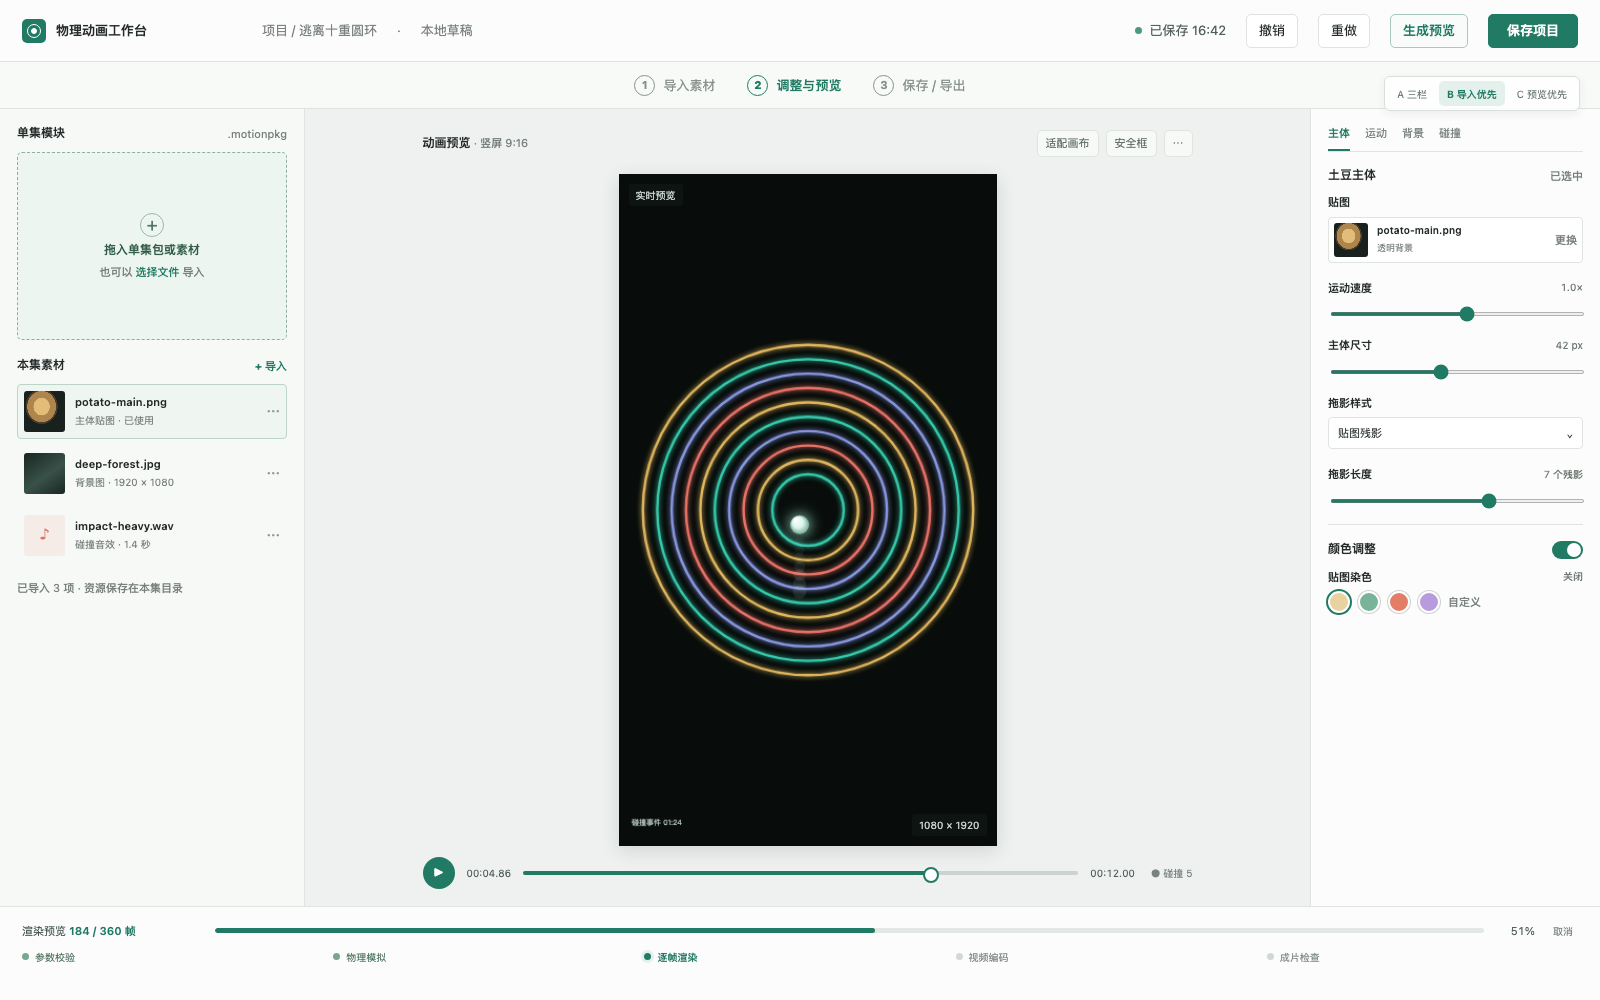 物理动画工作台
项目 / 逃离十重圆环 · 本地草稿
已保存 16:42
撤销
重做
生成预览
保存项目
1 导入素材
2 调整与预览
3 保存 / 导出
A 三栏
B 导入优先
C 预览优先
单集模块
.motionpkg
拖入单集包或素材
也可以 选择文件 导入
本集素材
+ 导入
potato-main.png
主体贴图 · 已使用
deep-forest.jpg
背景图 · 1920 × 1080
impact-heavy.wav
碰撞音效 · 1.4 秒
已导入 3 项 · 资源保存在本集目录
动画预览 · 竖屏 9:16
适配画布
安全框
···
实时预览
碰撞事件 01:24
1080 × 1920
00:04.86
00:12.00
碰撞 5
主体
运动
背景
碰撞
土豆主体
已选中
贴图
potato-main.png
透明背景
更换
运动速度
1.0×
主体尺寸
42 px
拖影样式
贴图残影
拖影长度
7 个残影
颜色调整
贴图染色
关闭
自定义
渲染预览 184 / 360 帧
51%
取消
参数校验
物理模拟
逐帧渲染
视频编码
成片检查